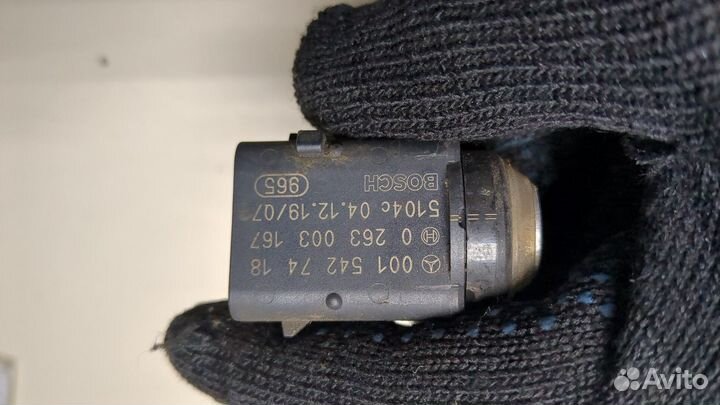 001 542 74 18
0 263 003 167
5104c 04.12.19/07
BOSCH
965
Avito